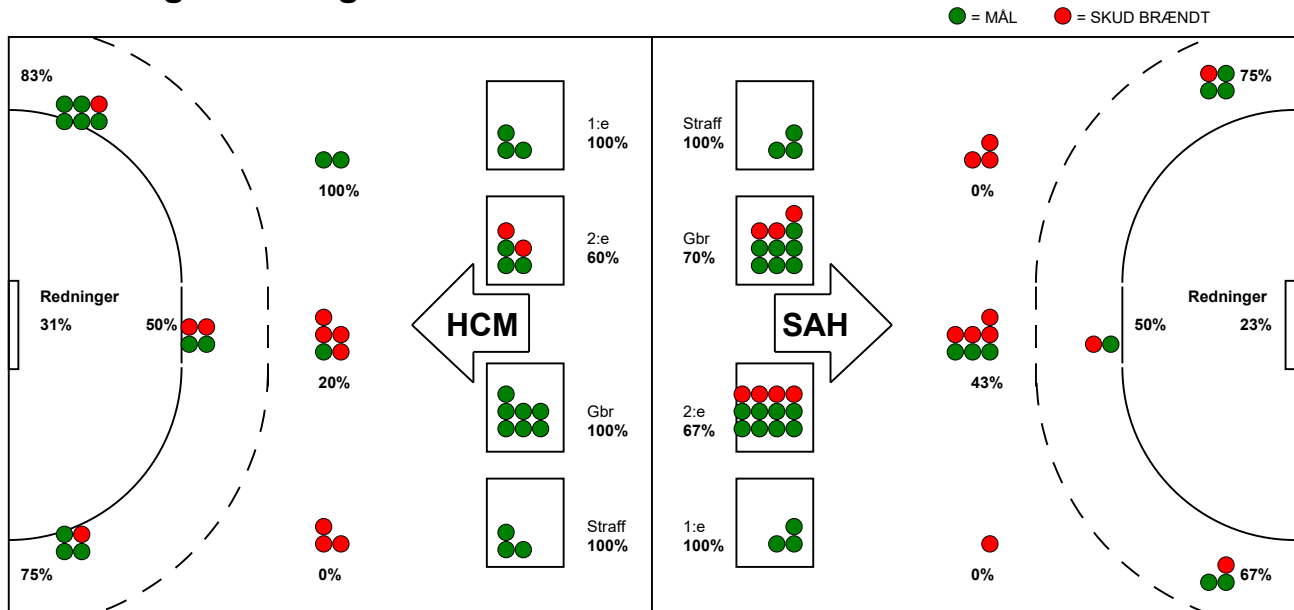 = MÅL
= SKUD BRÆNDT
83%
100%
1:e
100%
2:e
60%
Redninger
31%
50%
HCM
20%
Gbr
100%
75%
0%
Straff
100%
Straff
100%
0%
75%
Gbr
70%
SAH
43%
50%
Redninger
23%
2:e
67%
1:e
100%
0%
67%